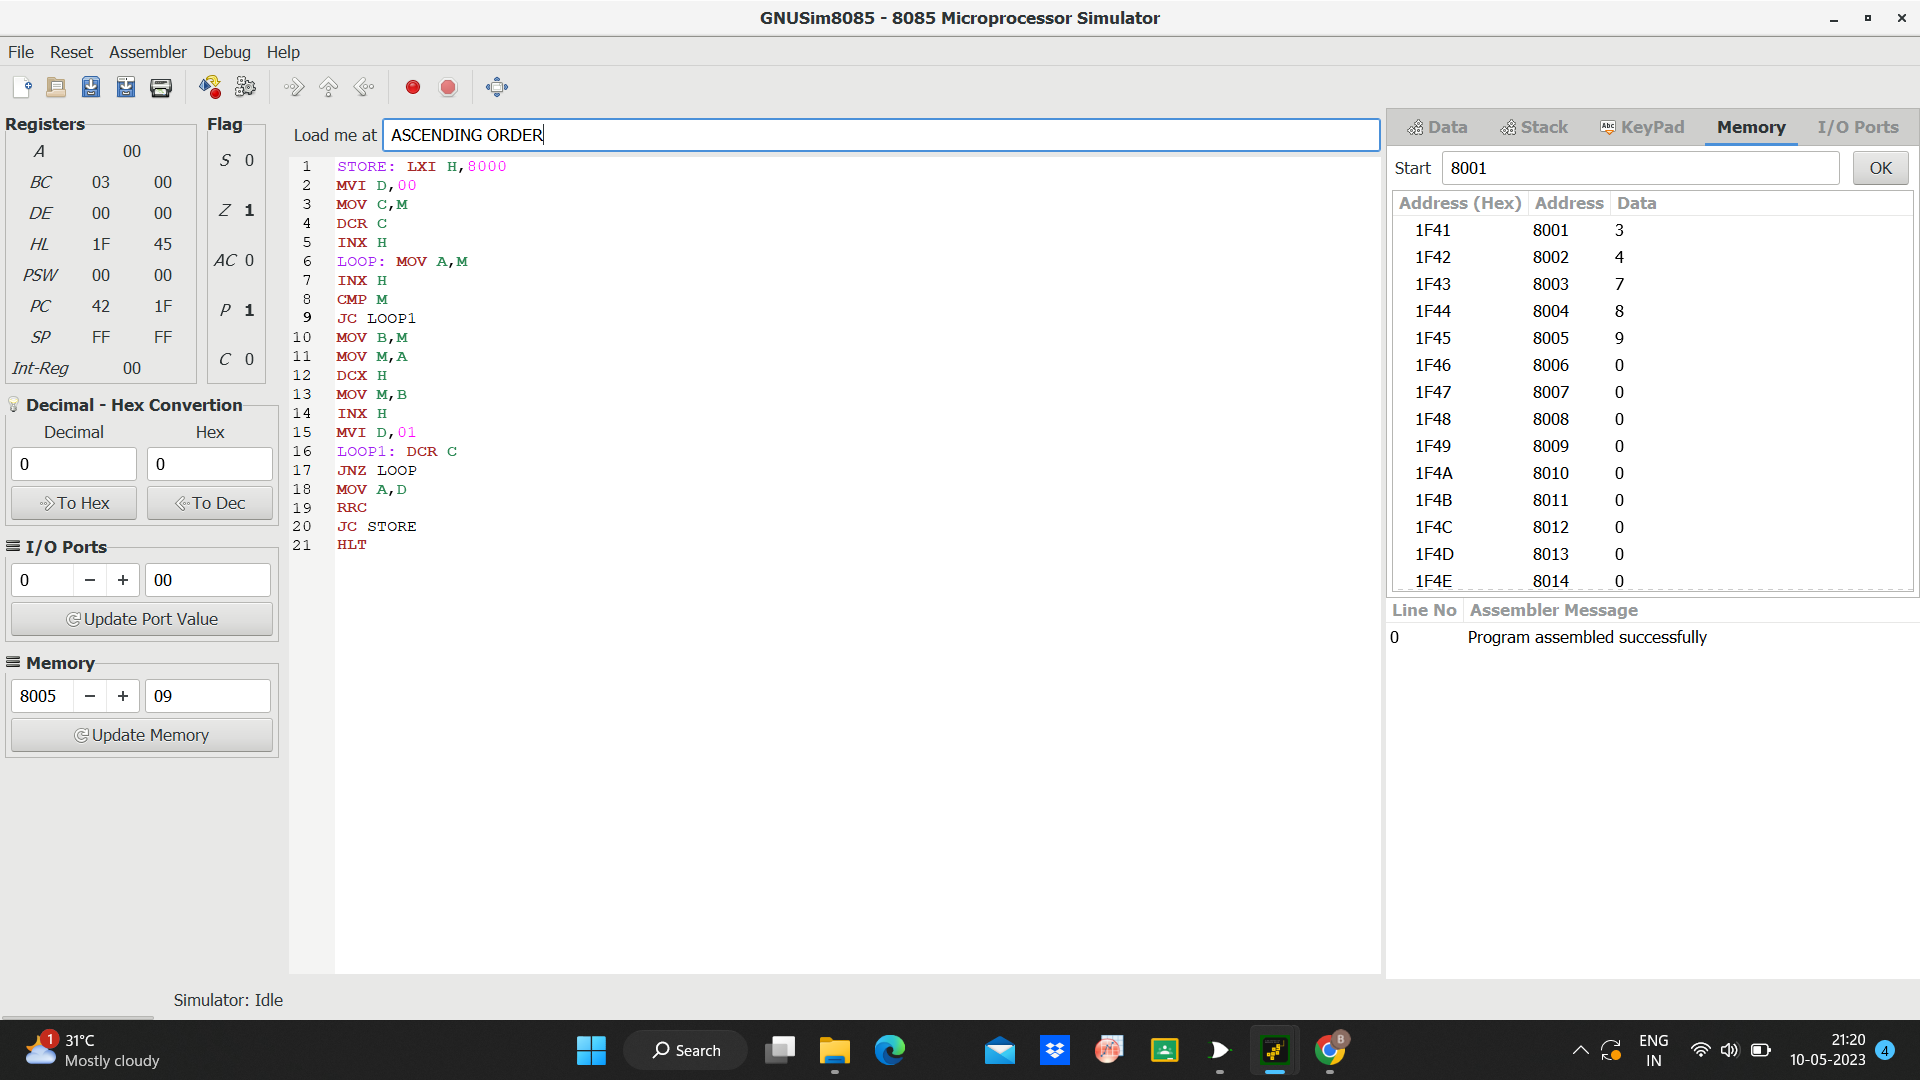 GNUSim8085 - 8085 Microprocessor Simulator
File Reset Assembler Debug Help
Registers
A 00
BC 03 00
DE 00 00
HL 1F 45
PSW 00 00
PC 42 1F
SP FF FF
Int-Reg 00
Flag
S 0
Z 1
AC 0
P 1
C 0
Decimal - Hex Convertion
Decimal Hex
0 0
To Hex To Dec
I/O Ports
0 − + 00
Update Port Value
Memory
8005 − + 09
Update Memory
Load me at ASCENDING ORDER
1 STORE: LXI H,8000
2 MVI D,00
3 MOV C,M
4 DCR C
5 INX H
6 LOOP: MOV A,M
7 INX H
8 CMP M
9 JC LOOP1
10 MOV B,M
11 MOV M,A
12 DCX H
13 MOV M,B
14 INX H
15 MVI D,01
16 LOOP1: DCR C
17 JNZ LOOP
18 MOV A,D
19 RRC
20 JC STORE
21 HLT
Data Stack Abc KeyPad Memory I/O Ports
Start 8001 OK
Address (Hex) Address Data
1F41 8001 3
1F42 8002 4
1F43 8003 7
1F44 8004 8
1F45 8005 9
1F46 8006 0
1F47 8007 0
1F48 8008 0
1F49 8009 0
1F4A 8010 0
1F4B 8011 0
1F4C 8012 0
1F4D 8013 0
1F4E 8014 0
Line No Assembler Message
0 Program assembled successfully
Simulator: Idle
1 31°C
Mostly cloudy
Search
B
ENG
IN
21:20
10-05-2023
4